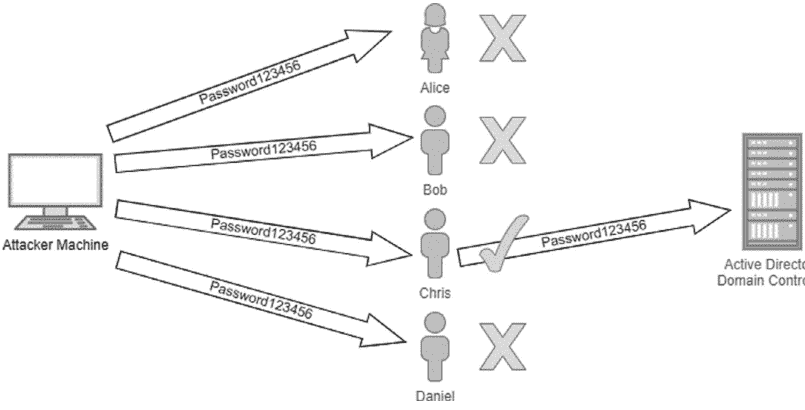 Password123456
Alice
Password123456
Bob
Attacker Machine
Password123456
Password123456
Chris
Active Directo
Domain Contro
Password123456
Daniel